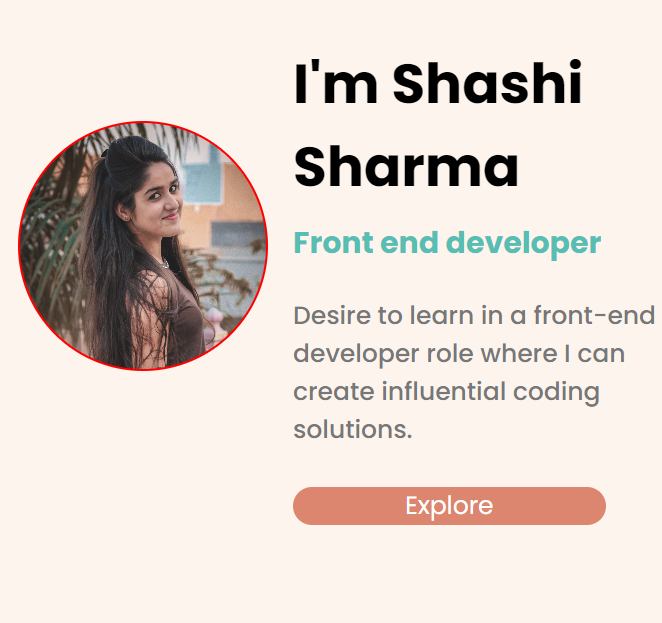 I'm Shashi
Sharma
Front end developer
Desire to learn in a front-end
developer role where I can
create influential coding
solutions.
Explore